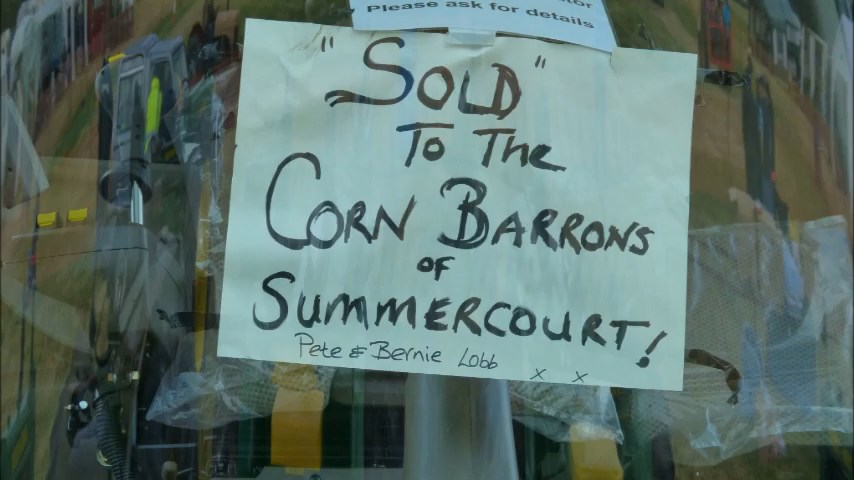 Please ask for details
"SOLD"
To The
CORN BARRONS
OF
SUMMERCOURT!
Pete & Bernie Lobb
x x